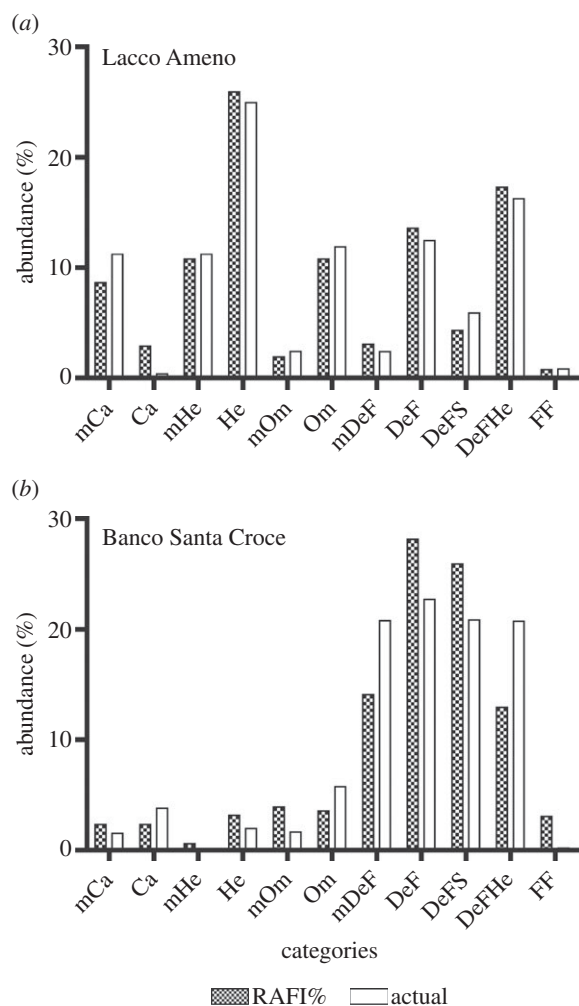 (a)
Lacco Ameno
30
20
10
0
abundance (%)
mCa Ca mHe He mOm Om mDeF DeF DeFS DeFHe FF
(b)
Banco Santa Croce
30
20
10
0
abundance (%)
mCa Ca mHe He mOm Om mDeF DeF DeFS DeFHe FF
categories
RAFI% actual